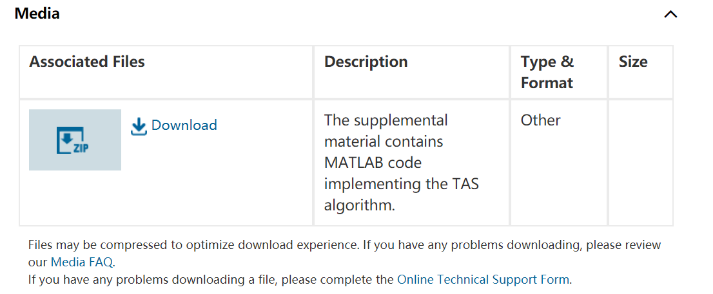 Media
Associated Files
Description
Type &
Format
Size
ZIP
Download
The supplemental
material contains
MATLAB code
implementing the TAS
algorithm.
Other
Files may be compressed to optimize download experience. If you have any problems downloading, please review
our Media FAQ.
If you have any problems downloading a file, please complete the Online Technical Support Form.